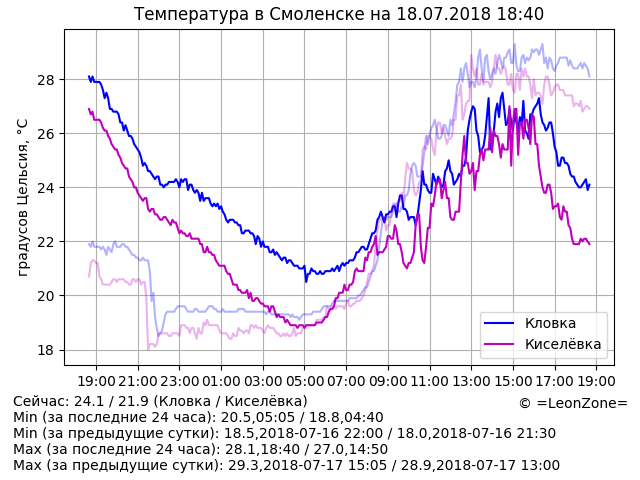 Температура в Смоленске на 18.07.2018 18:40
градусов Цельсия, °C
28
26
24
22
20
18
Кловка
Киселёвка
19:00 21:00 23:00 01:00 03:00 05:00 07:00 09:00 11:00 13:00 15:00 17:00 19:00
Сейчас: 24.1 / 21.9 (Кловка / Киселёвка)
© =LeonZone=
Min (за последние 24 часа): 20.5,05:05 / 18.8,04:40
Min (за предыдущие сутки): 18.5,2018-07-16 22:00 / 18.0,2018-07-16 21:30
Max (за последние 24 часа): 28.1,18:40 / 27.0,14:50
Max (за предыдущие сутки): 29.3,2018-07-17 15:05 / 28.9,2018-07-17 13:00